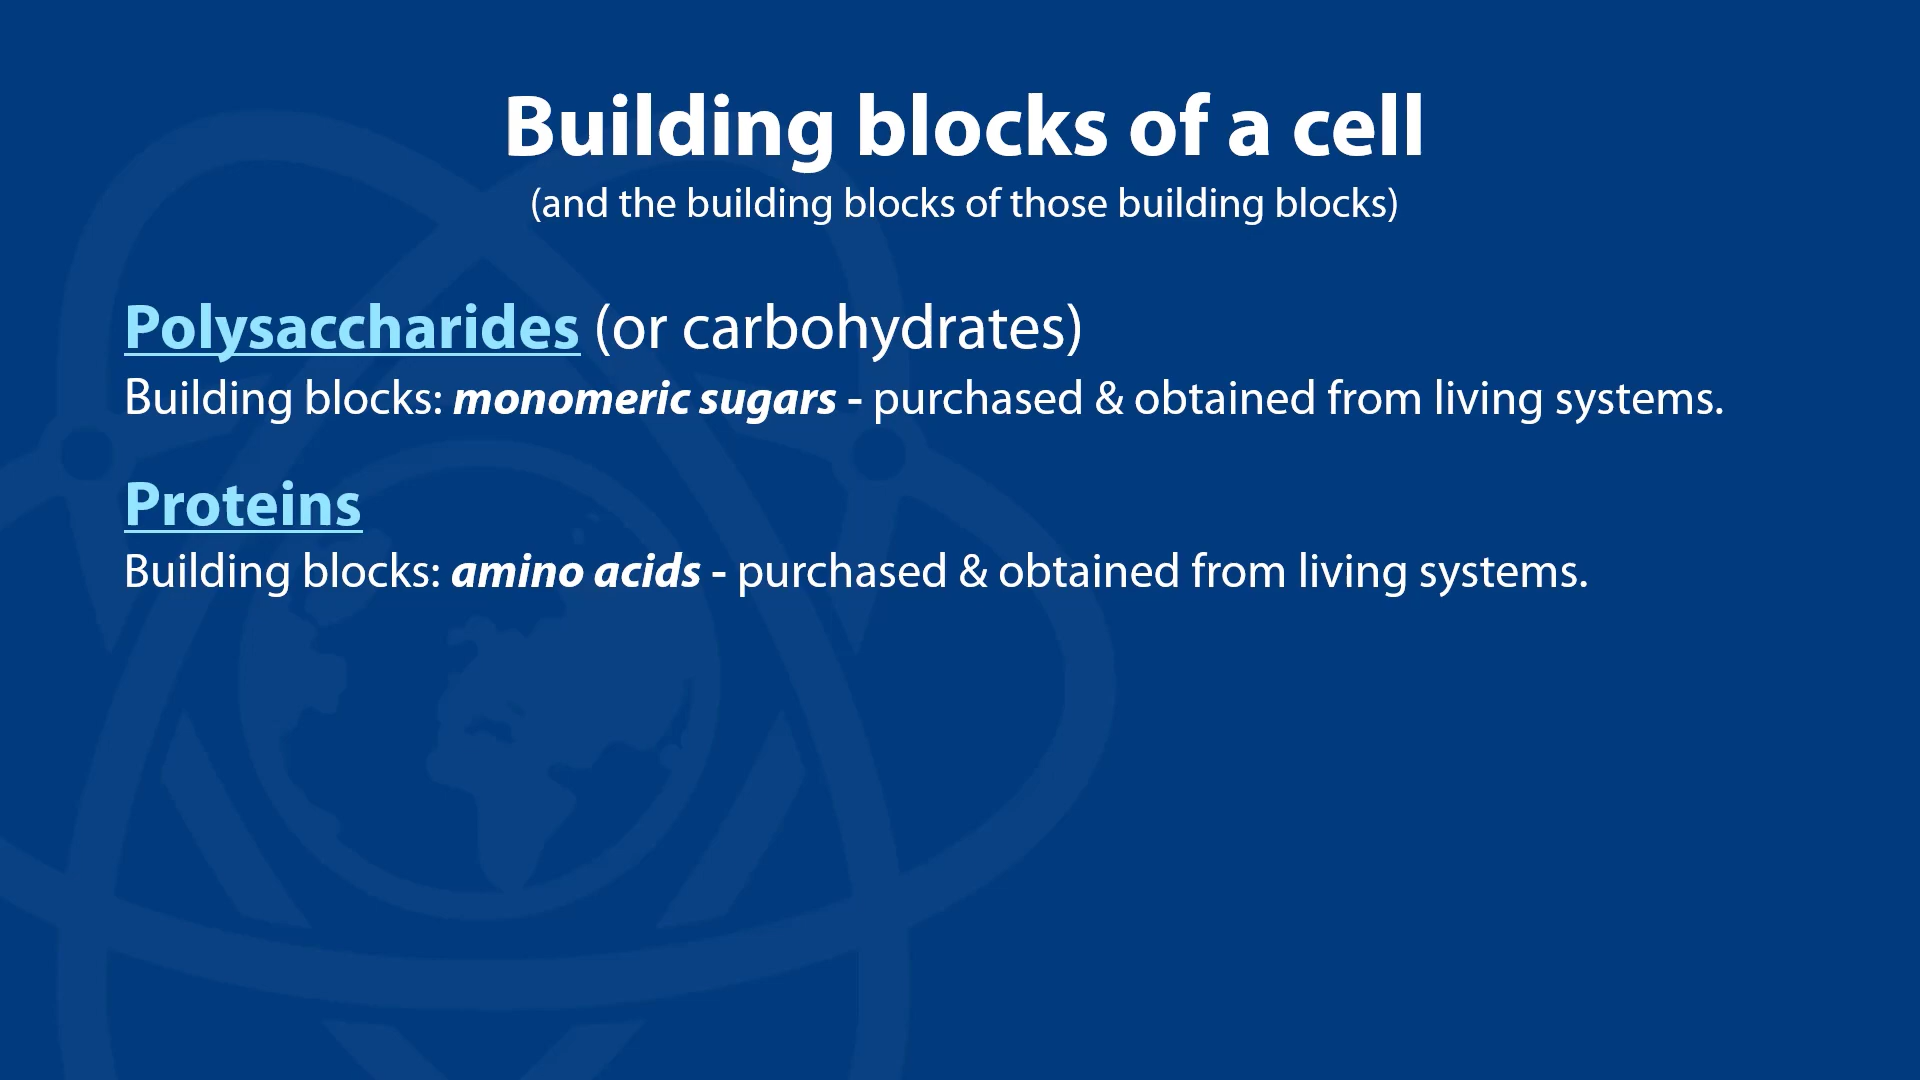 Building blocks of a cell
(and the building blocks of those building blocks)
Polysaccharides (or carbohydrates)
Building blocks: monomeric sugars - purchased & obtained from living systems.
Proteins
Building blocks: amino acids - purchased & obtained from living systems.